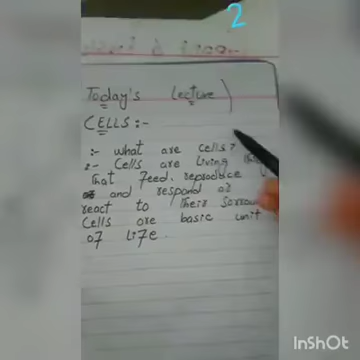 2
Today's Lecture
CELLS:-
:- What are cells?
:- Cells are living
That Feed, reproduce
and respond or
react to their
Cells are basic unit
of Life.
InShOt